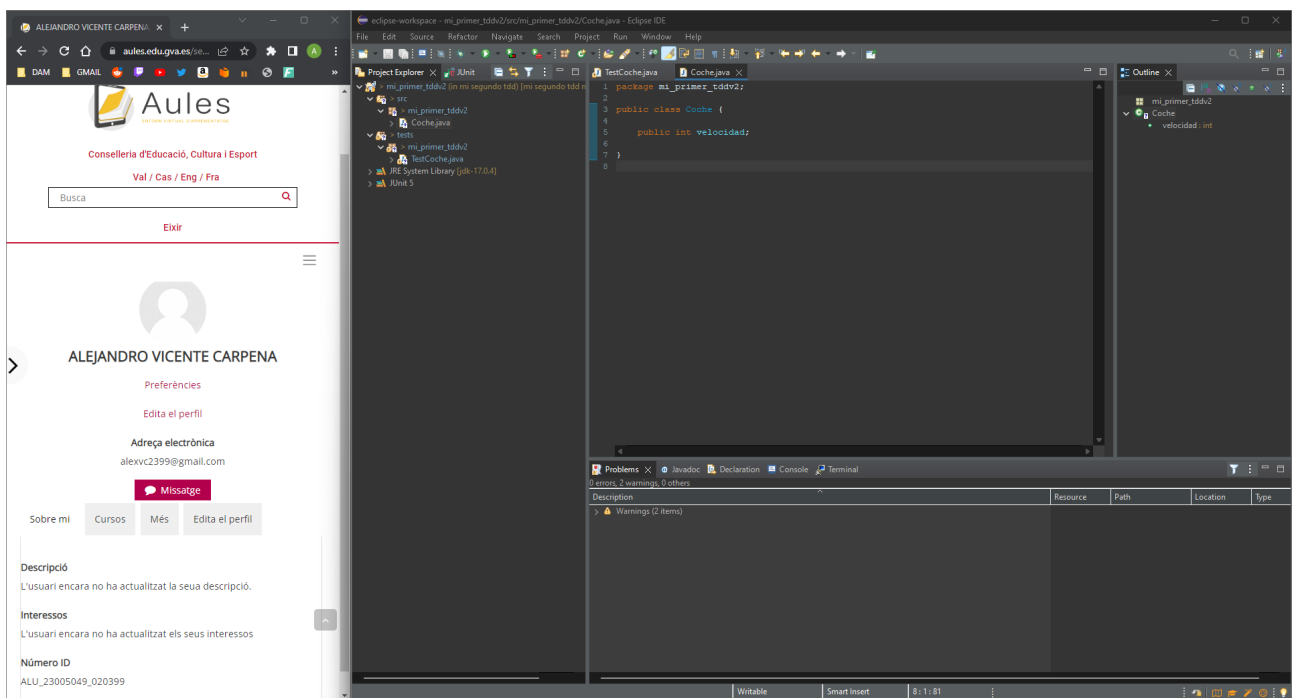 ALEJANDRO VICENTE CARPENA
aules.edu.gva.es/se...
DAM GMAIL
Aules
ENTORN VIRTUAL D'APRENENTATGE
Conselleria d'Educació, Cultura i Esport
Val / Cas / Eng / Fra
Busca
Eixir
ALEJANDRO VICENTE CARPENA
Preferències
Edita el perfil
Adreça electrònica
alexvc2399@gmail.com
Missatge
Sobre mi Cursos Més Edita el perfil
Descripció
L'usuari encara no ha actualitzat la seua descripció.
Interessos
L'usuari encara no ha actualitzat els seus interessos
Número ID
ALU_23005049_020399
eclipse-workspace - mi_primer_tddv2/src/mi_primer_tddv2/Coche.java - Eclipse IDE
File Edit Source Refactor Navigate Search Project Run Window Help
Project Explorer JUnit
> mi_primer_tddv2 (in mi segundo tdd) [mi segundo tdd
> src
> mi_primer_tddv2
> Coche.java
> tests
> mi_primer_tddv2
> TestCoche.java
> JRE System Library [jdk-17.0.4]
> JUnit 5
TestCoche.java Coche.java
1 package mi_primer_tddv2;
2
3 public class Coche {
4
5 public int velocidad;
6
7 }
8
Outline
mi_primer_tddv2
Coche
velocidad : int
Problems Javadoc Declaration Console Terminal
0 errors, 2 warnings, 0 others
Description Resource Path Location Type
> Warnings (2 items)
Writable Smart Insert 8 : 1 : 81